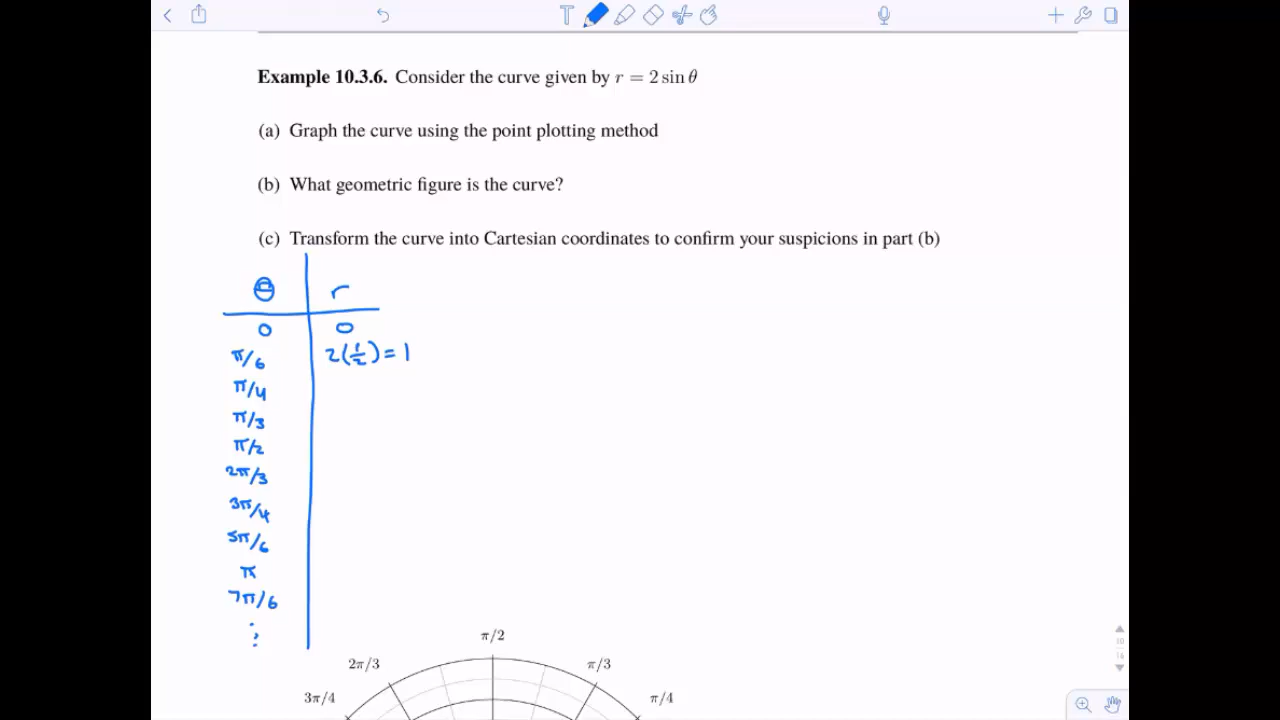 Example 10.3.6. Consider the curve given by r = 2 sin θ
(a) Graph the curve using the point plotting method
(b) What geometric figure is the curve?
(c) Transform the curve into Cartesian coordinates to confirm your suspicions in part (b)
θ r
0 0
π/6 2(1/2) = 1
π/4
π/3
π/2
2π/3
3π/4
5π/6
π
7π/6
⋮
π/2
2π/3 π/3
3π/4 π/4
10
16